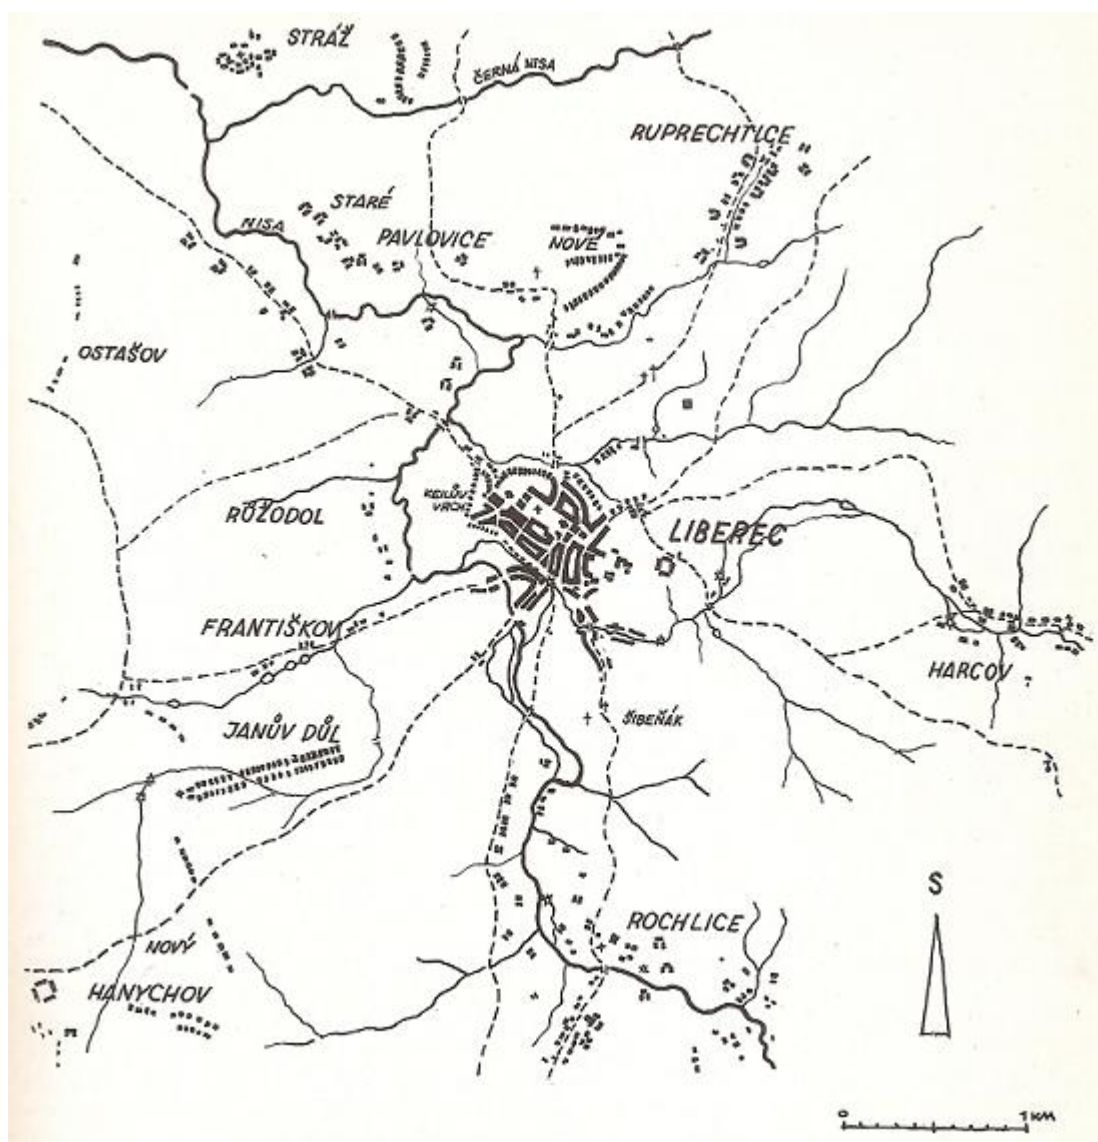 STRÁŽ
ČERNÁ NISA
RUPRECHTICE
STARÉ
NISA
PAVLOVICE
NOVÉ
OSTAŠOV
KEILŮV
VRCH
RŮŽODOL
LIBEREC
FRANTIŠKOV
HARCOV
JANŮV DŮL
ŠIBEŇÁK
S
ROCHLICE
NOVÝ
HANYCHOV
0 1 KM